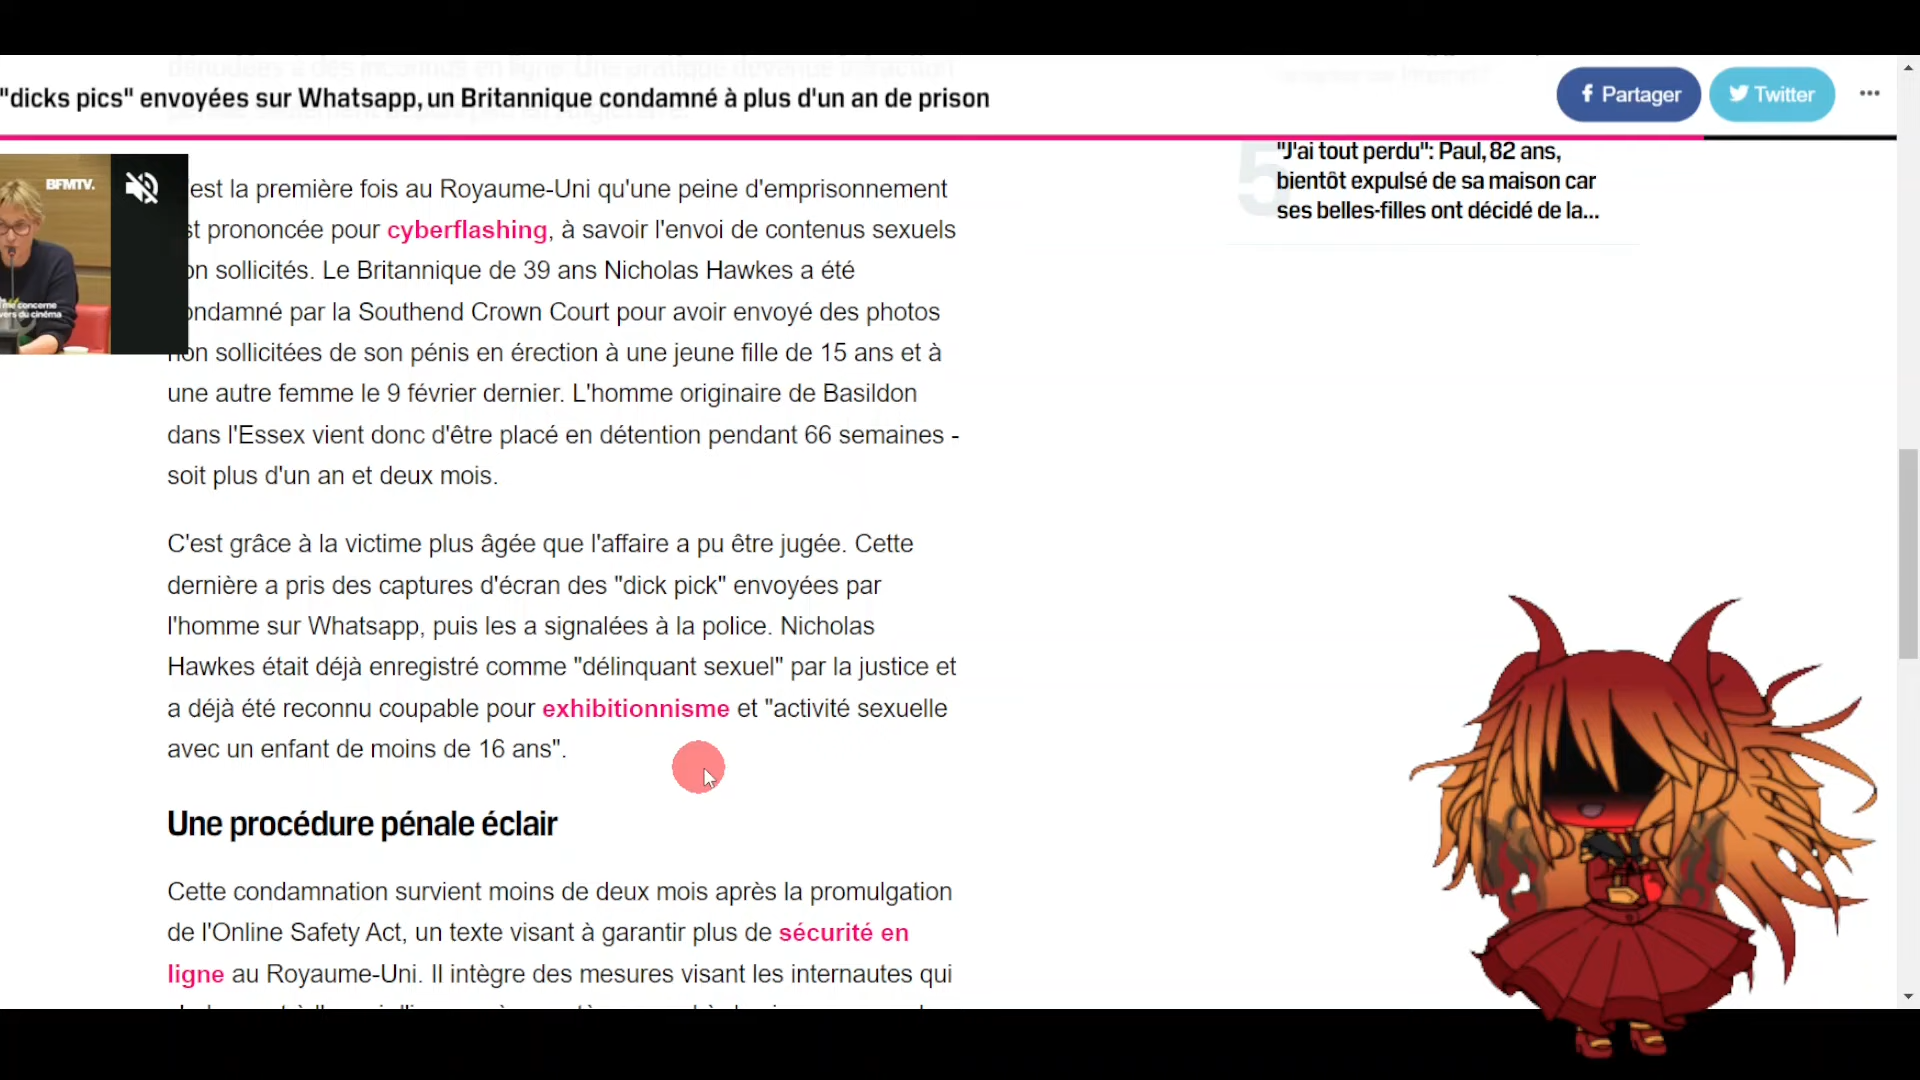 "dicks pics" envoyées sur Whatsapp, un Britannique condamné à plus d'un an de prison
Partager
Twitter
BFMTV.
est la première fois au Royaume-Uni qu'une peine d'emprisonnement
st prononcée pour cyberflashing, à savoir l'envoi de contenus sexuels
on sollicités. Le Britannique de 39 ans Nicholas Hawkes a été
ondamné par la Southend Crown Court pour avoir envoyé des photos
non sollicitées de son pénis en érection à une jeune fille de 15 ans et à
une autre femme le 9 février dernier. L'homme originaire de Basildon
dans l'Essex vient donc d'être placé en détention pendant 66 semaines -
soit plus d'un an et deux mois.
C'est grâce à la victime plus âgée que l'affaire a pu être jugée. Cette
dernière a pris des captures d'écran des "dick pick" envoyées par
l'homme sur Whatsapp, puis les a signalées à la police. Nicholas
Hawkes était déjà enregistré comme "délinquant sexuel" par la justice et
a déjà été reconnu coupable pour exhibitionnisme et "activité sexuelle
avec un enfant de moins de 16 ans".
Une procédure pénale éclair
Cette condamnation survient moins de deux mois après la promulgation
de l'Online Safety Act, un texte visant à garantir plus de sécurité en
ligne au Royaume-Uni. Il intègre des mesures visant les internautes qui
5
"J'ai tout perdu": Paul, 82 ans,
bientôt expulsé de sa maison car
ses belles-filles ont décidé de la...
me concerne
vers du cinéma